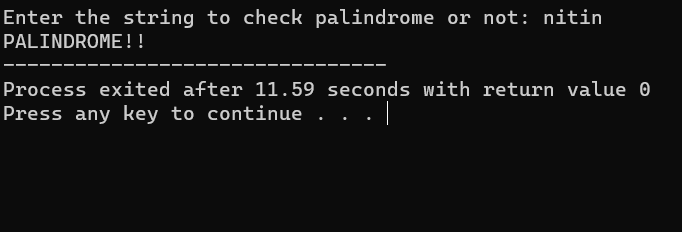 Enter the string to check palindrome or not: nitin
PALINDROME!!
--------------------------------
Process exited after 11.59 seconds with return value 0
Press any key to continue . . .